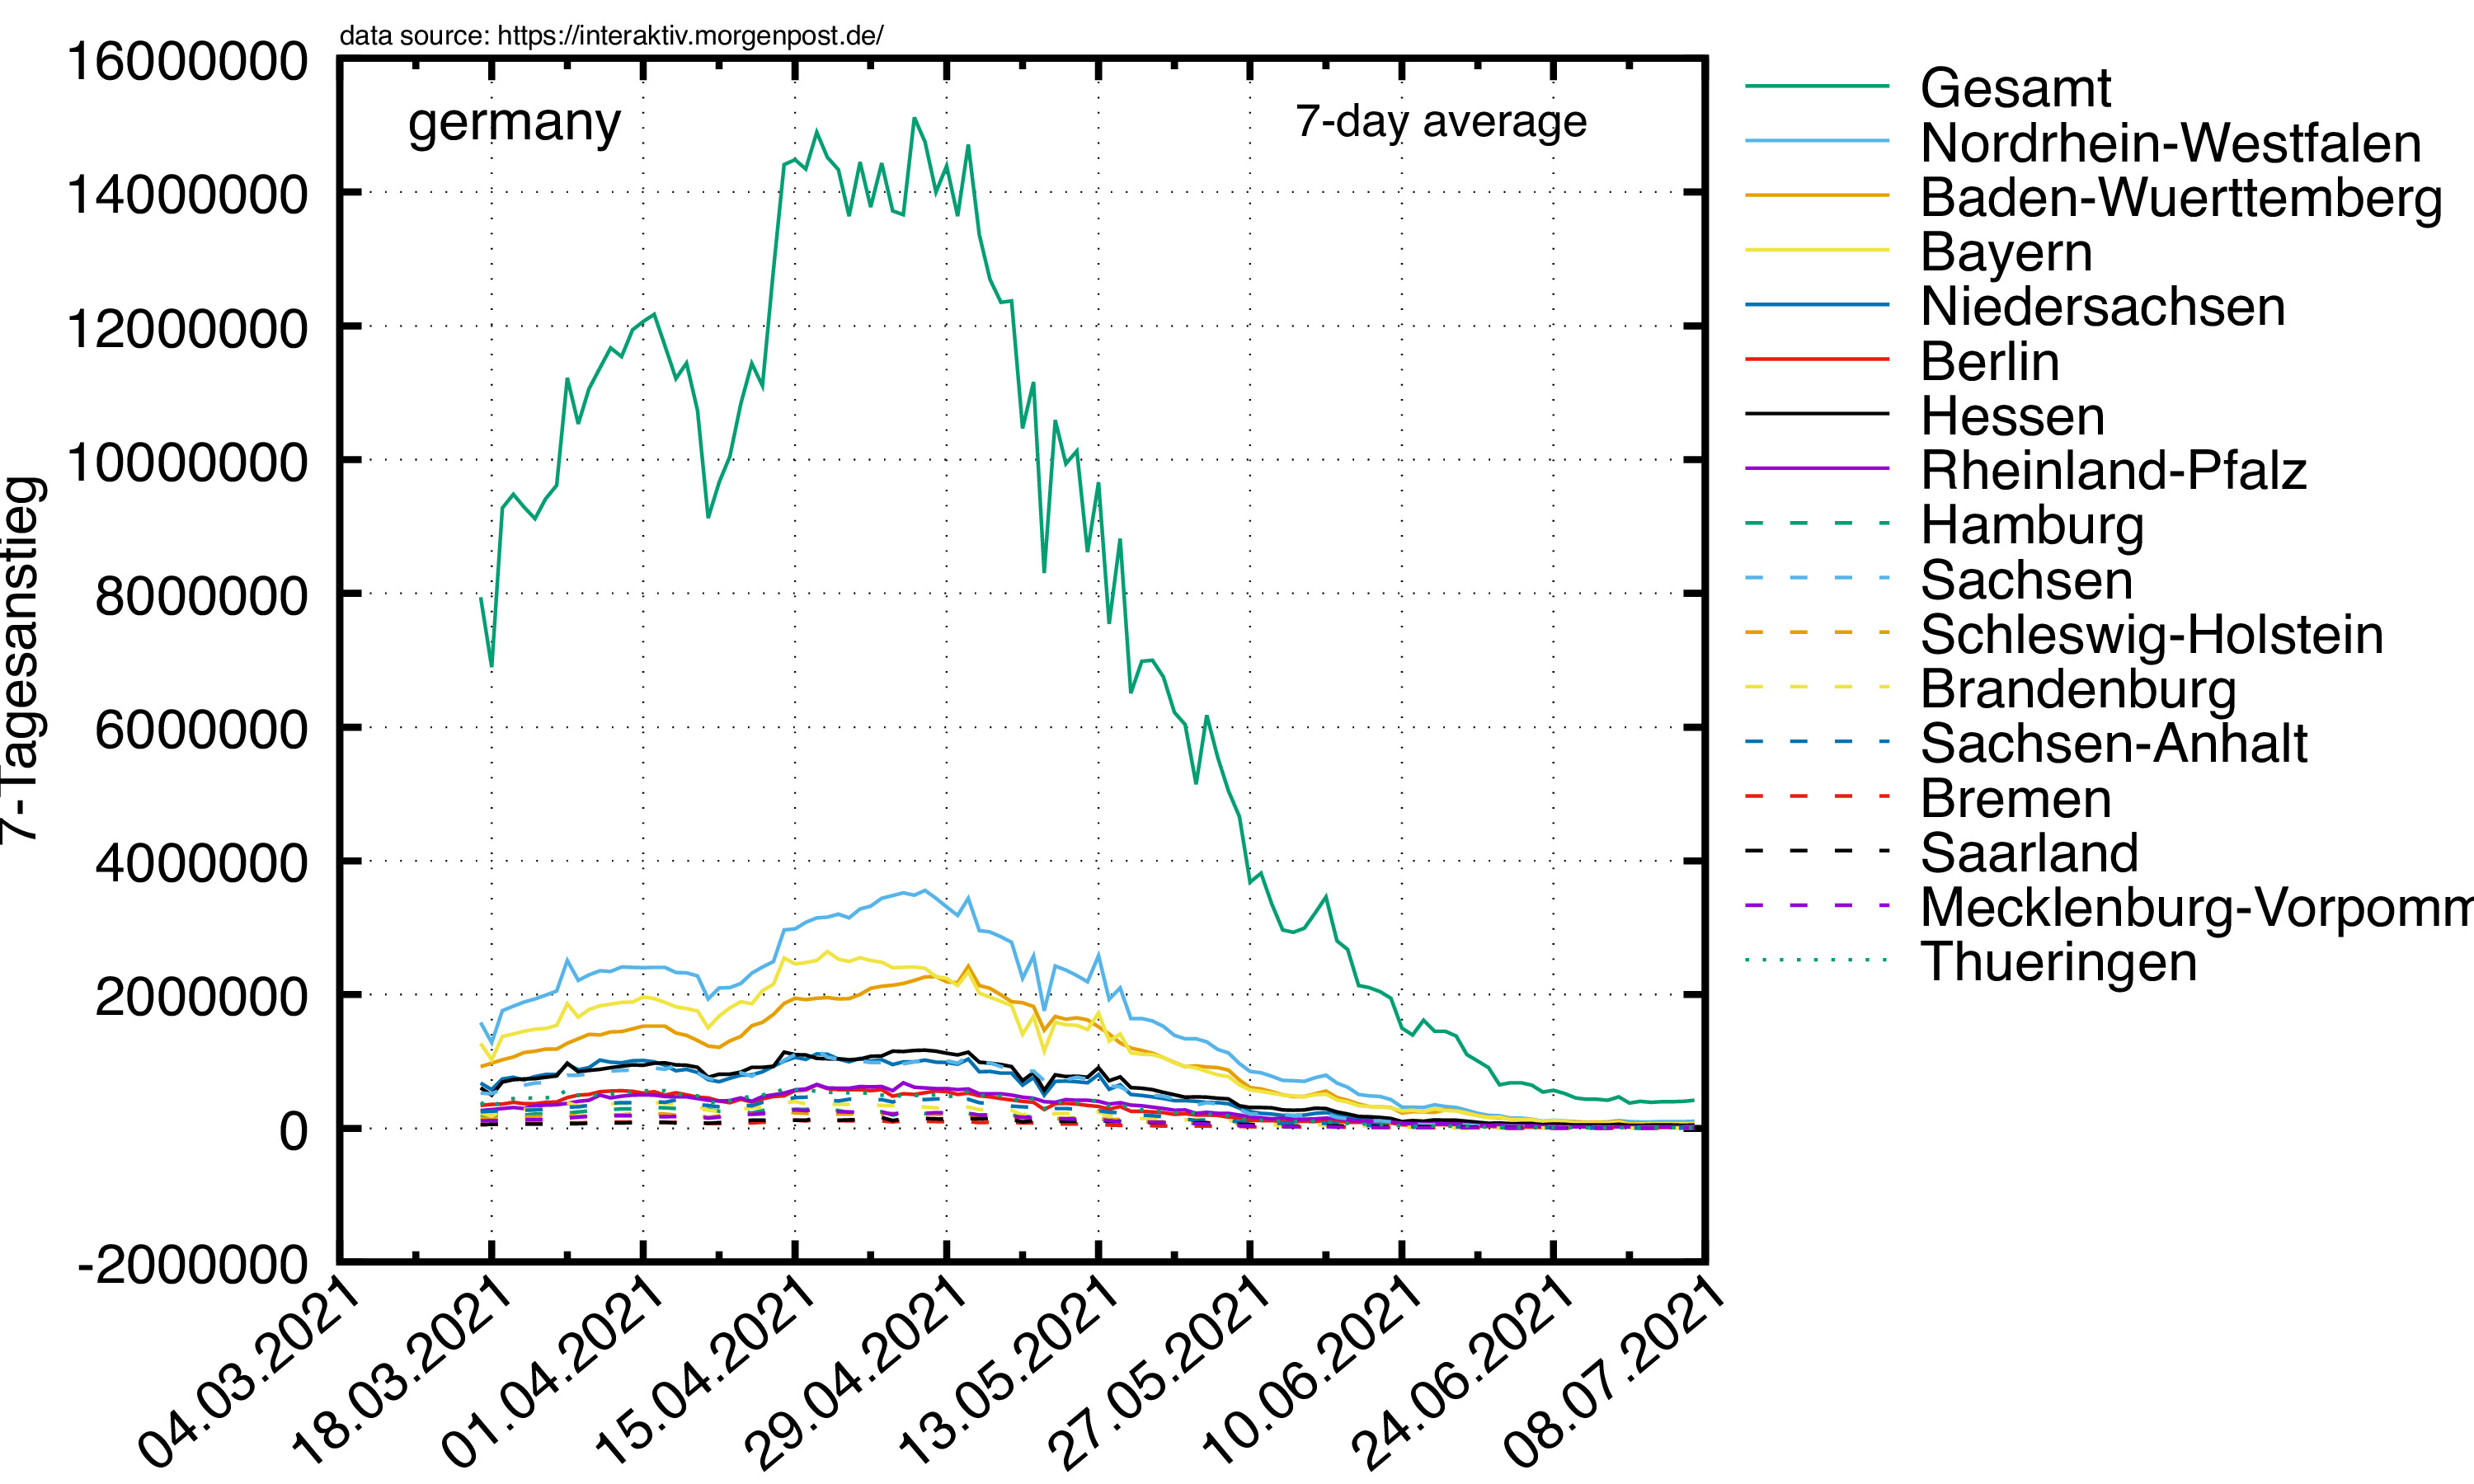 data source: https://interaktiv.morgenpost.de/
germany
7-day average
7-Tagesanstieg
16000000
14000000
12000000
10000000
8000000
6000000
4000000
2000000
0
-2000000
04.03.2021
18.03.2021
01.04.2021
15.04.2021
29.04.2021
13.05.2021
27.05.2021
10.06.2021
24.06.2021
08.07.2021
Gesamt
Nordrhein-Westfalen
Baden-Wuerttemberg
Bayern
Niedersachsen
Berlin
Hessen
Rheinland-Pfalz
Hamburg
Sachsen
Schleswig-Holstein
Brandenburg
Sachsen-Anhalt
Bremen
Saarland
Mecklenburg-Vorpomm
Thueringen